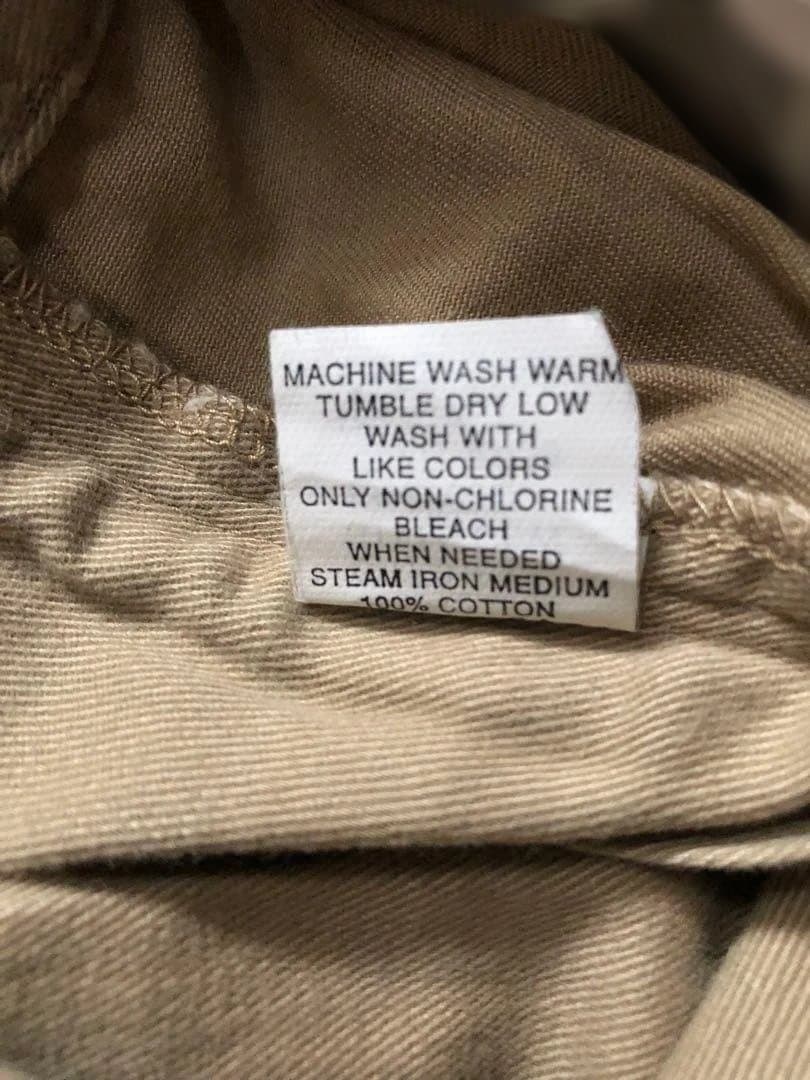 MACHINE WASH WARM
TUMBLE DRY LOW
WASH WITH
LIKE COLORS
ONLY NON-CHLORINE
BLEACH
WHEN NEEDED
STEAM IRON MEDIUM
100% COTTON